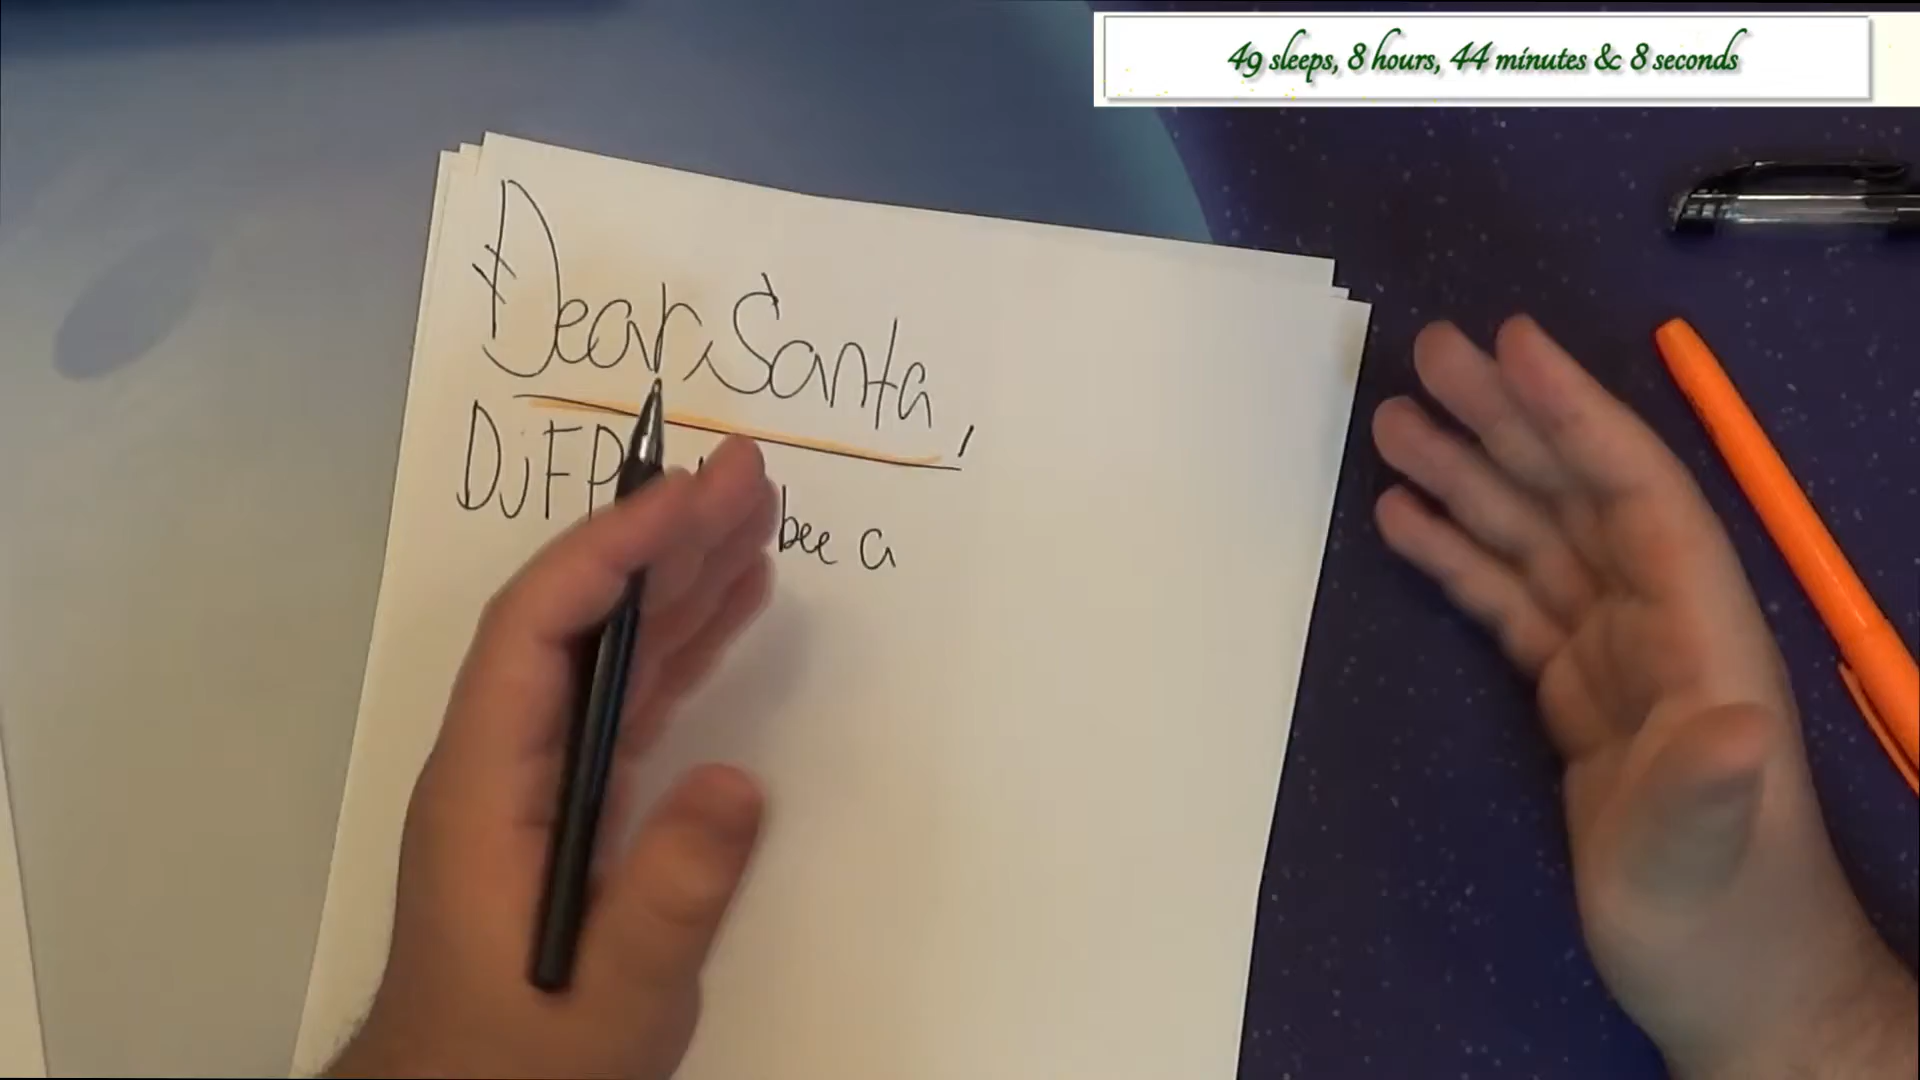 49 sleeps, 8 hours, 44 minutes & 8 seconds
Dear Santa,
DjFP bee a